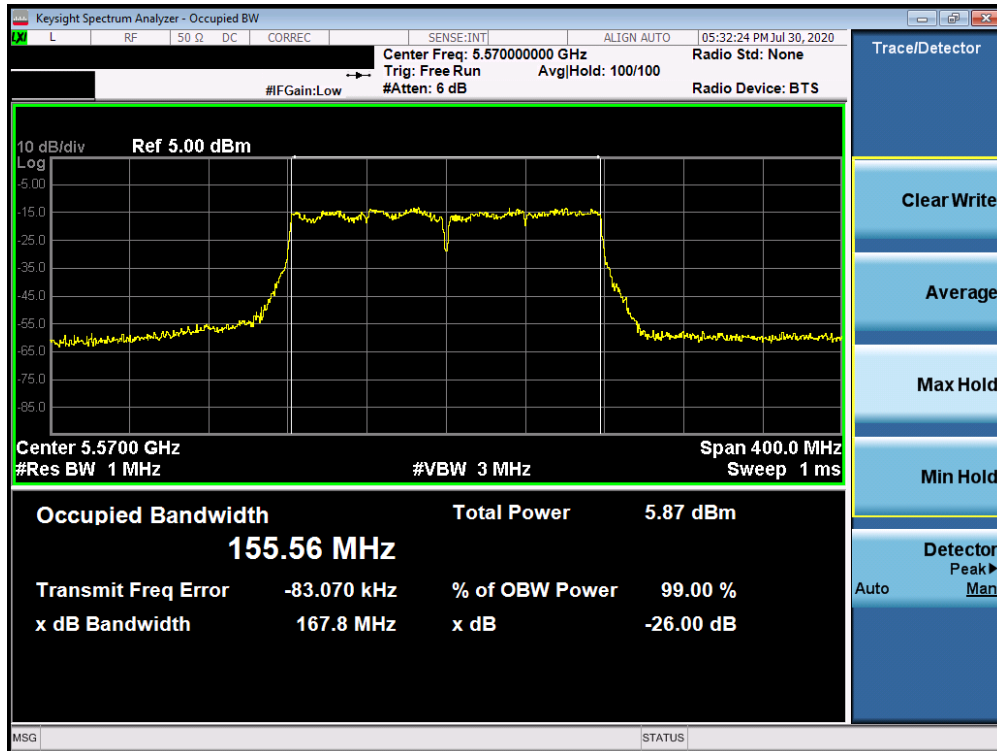 Keysight Spectrum Analyzer - Occupied BW
LXI L RF 50 Ω DC CORREC SENSE:INT ALIGN AUTO 05:32:24 PM Jul 30, 2020
Center Freq: 5.570000000 GHz Radio Std: None
Trig: Free Run Avg|Hold: 100/100
#IFGain:Low #Atten: 6 dB Radio Device: BTS
Trace/Detector
10 dB/div Ref 5.00 dBm
Log
-5.00
-15.0
-25.0
-35.0
-45.0
-55.0
-65.0
-75.0
-85.0
Center 5.5700 GHz Span 400.0 MHz
#Res BW 1 MHz #VBW 3 MHz Sweep 1 ms
Occupied Bandwidth Total Power 5.87 dBm
155.56 MHz
Transmit Freq Error -83.070 kHz % of OBW Power 99.00 %
x dB Bandwidth 167.8 MHz x dB -26.00 dB
Clear Write
Average
Max Hold
Min Hold
Detector
Peak▶
Auto Man
MSG STATUS